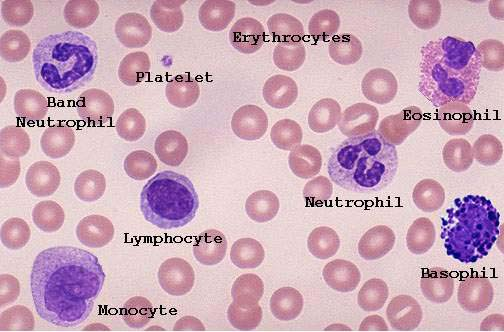 Erythrocytes
Platelet
Band
Neutrophil
Eosinophil
Neutrophil
Lymphocyte
Basophil
Monocyte